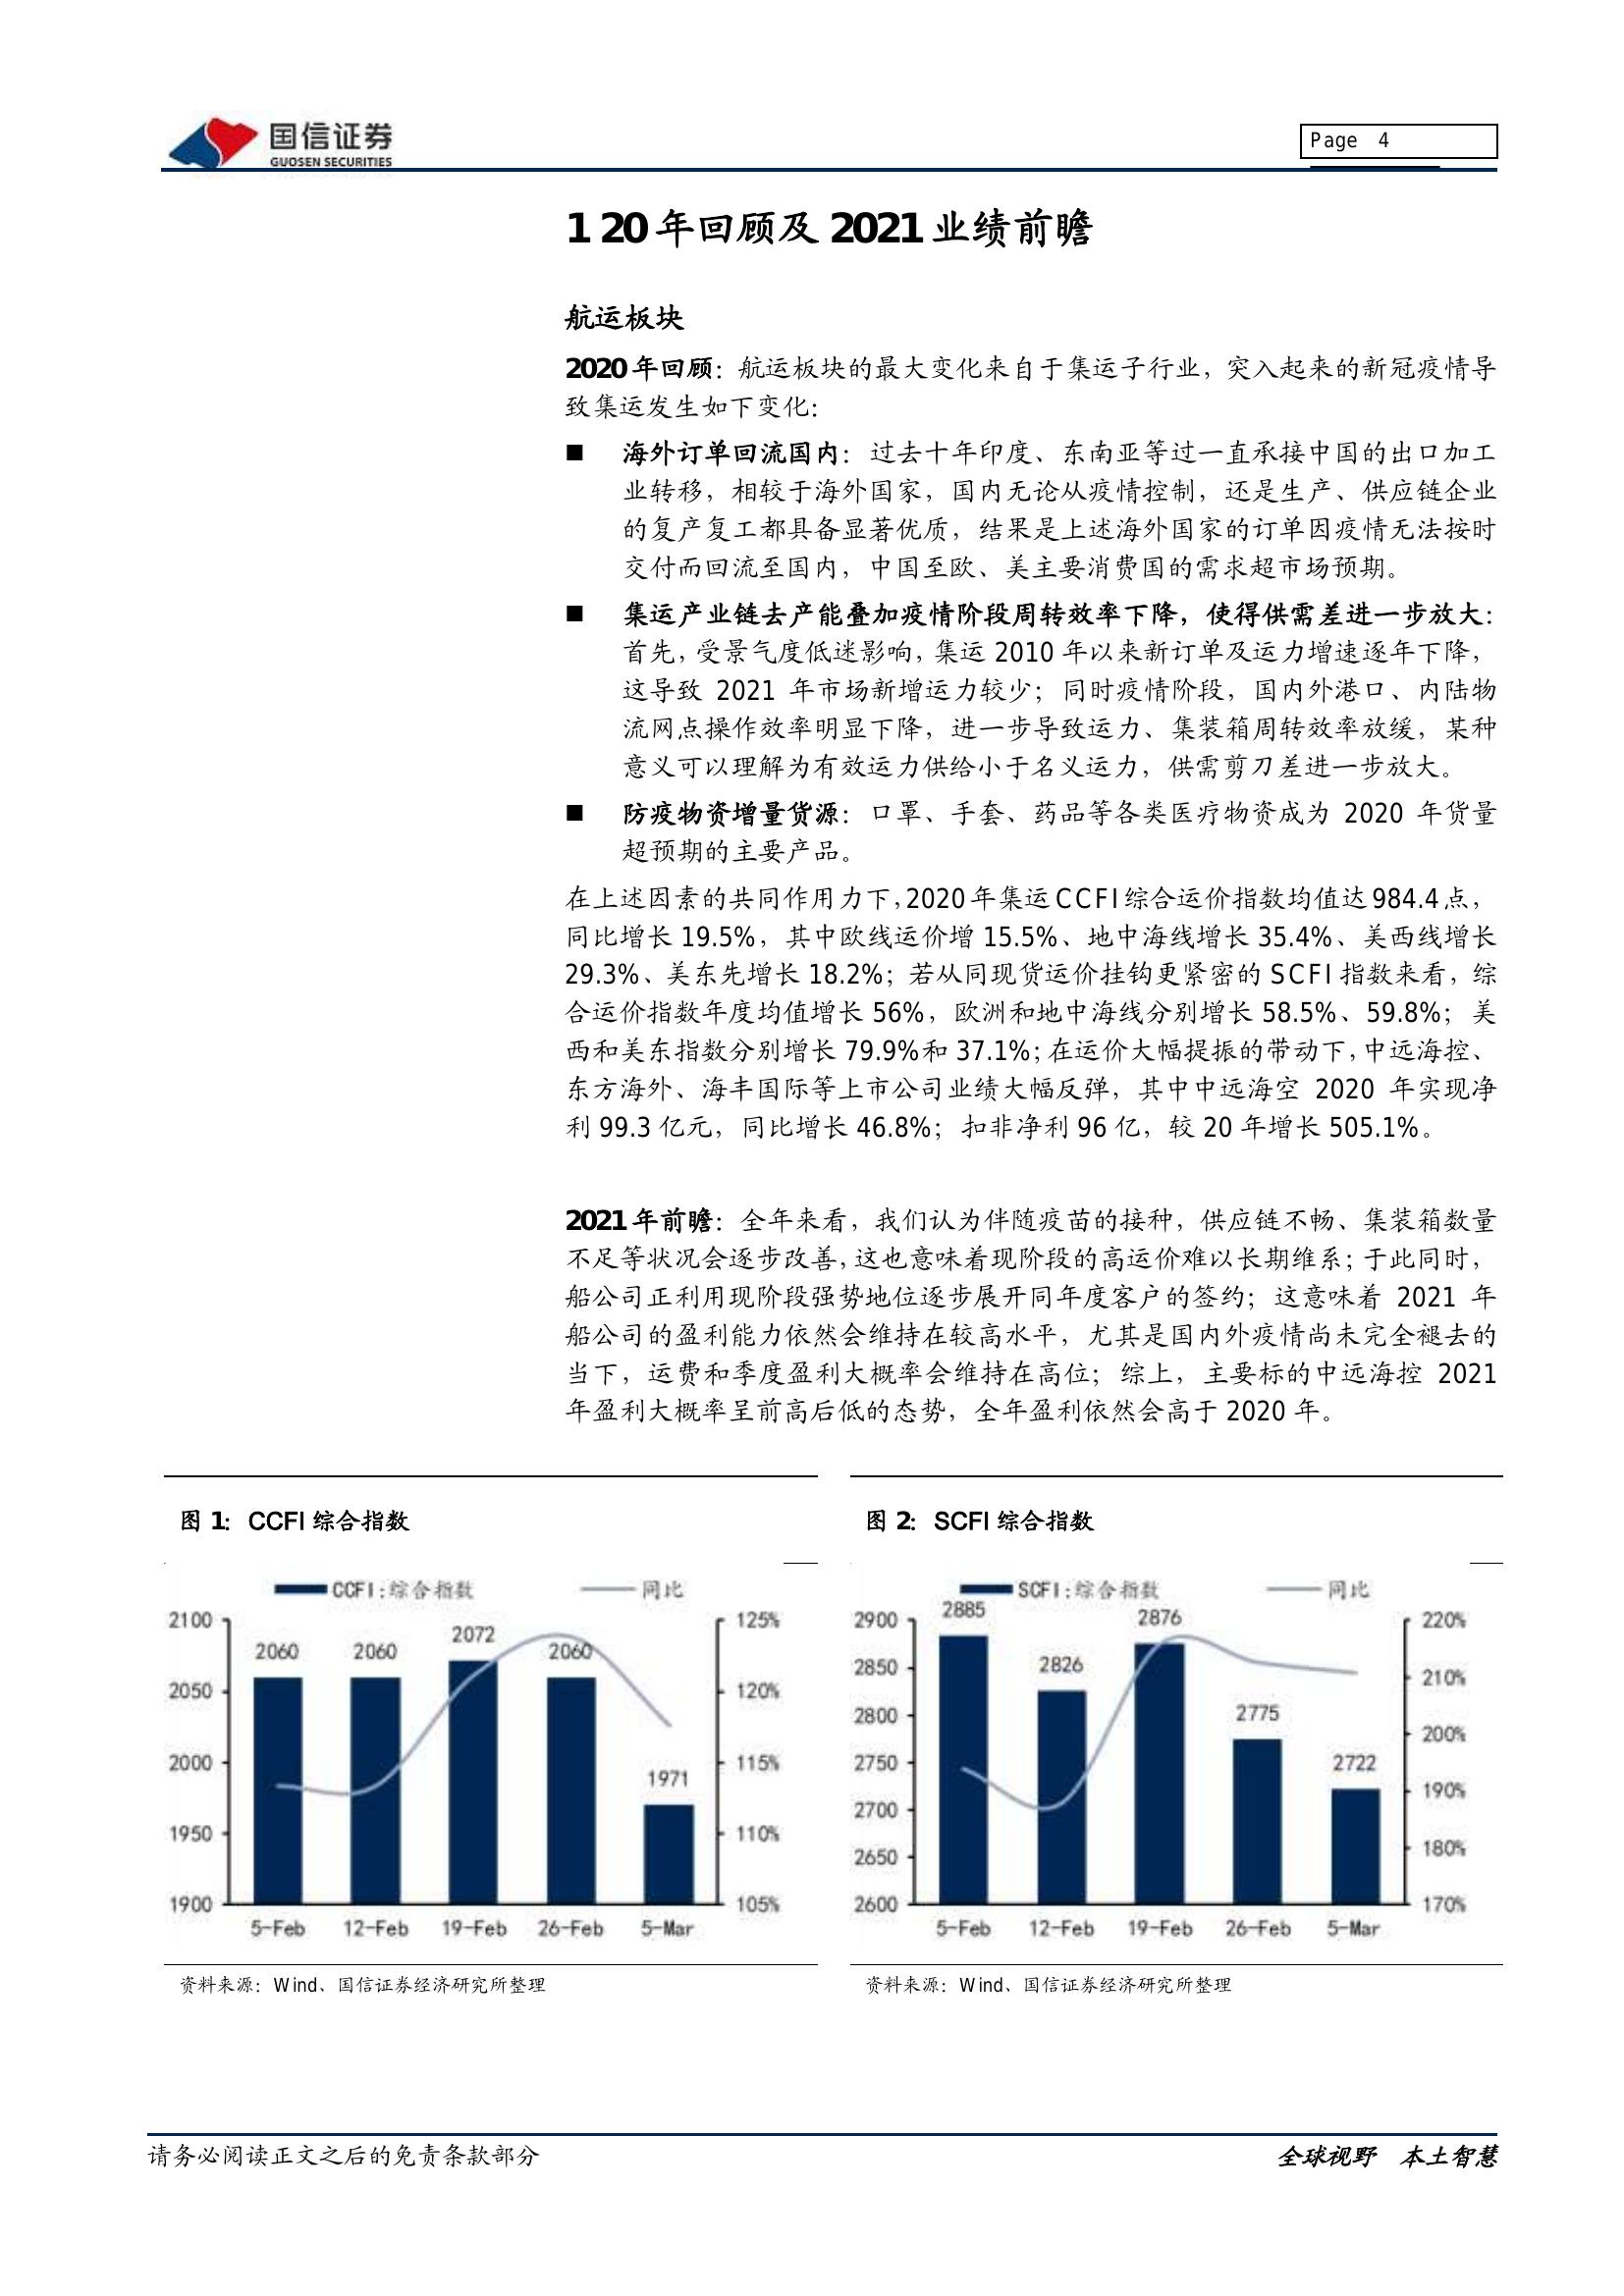 国信证券
GUOSEN SECURITIES
Page 4
1 20年回顾及2021业绩前瞻
航运板块
2020年回顾：航运板块的最大变化来自于集运子行业，突入起来的新冠疫情导
致集运发生如下变化：
■ 海外订单回流国内：过去十年印度、东南亚等过一直承接中国的出口加工
业转移，相较于海外国家，国内无论从疫情控制，还是生产、供应链企业
的复产复工都具备显著优质，结果是上述海外国家的订单因疫情无法按时
交付而回流至国内，中国至欧、美主要消费国的需求超市场预期。
■ 集运产业链去产能叠加疫情阶段周转效率下降，使得供需差进一步放大：
首先，受景气度低迷影响，集运 2010 年以来新订单及运力增速逐年下降，
这导致 2021 年市场新增运力较少；同时疫情阶段，国内外港口、内陆物
流网点操作效率明显下降，进一步导致运力、集装箱周转效率放缓，某种
意义可以理解为有效运力供给小于名义运力，供需剪刀差进一步放大。
■ 防疫物资增量货源：口罩、手套、药品等各类医疗物资成为 2020 年货量
超预期的主要产品。
在上述因素的共同作用力下，2020年集运CCFI综合运价指数均值达984.4点，
同比增长 19.5%，其中欧线运价增 15.5%、地中海线增长 35.4%、美西线增长
29.3%、美东先增长 18.2%；若从同现货运价挂钩更紧密的 SCFI 指数来看，综
合运价指数年度均值增长 56%，欧洲和地中海线分别增长 58.5%、59.8%；美
西和美东指数分别增长 79.9%和 37.1%；在运价大幅提振的带动下，中远海控、
东方海外、海丰国际等上市公司业绩大幅反弹，其中中远海空 2020 年实现净
利 99.3 亿元，同比增长 46.8%；扣非净利 96 亿，较 20 年增长 505.1%。
2021年前瞻：全年来看，我们认为伴随疫苗的接种，供应链不畅、集装箱数量
不足等状况会逐步改善，这也意味着现阶段的高运价难以长期维系；于此同时，
船公司正利用现阶段强势地位逐步展开同年度客户的签约；这意味着 2021 年
船公司的盈利能力依然会维持在较高水平，尤其是国内外疫情尚未完全褪去的
当下，运费和季度盈利大概率会维持在高位；综上，主要标的中远海控 2021
年盈利大概率呈前高后低的态势，全年盈利依然会高于 2020 年。
图 1：CCFI 综合指数
CCFI:综合指数 同比
2100
2050
2000
1950
1900
2060 2060 2072 2060 1971
125%
120%
115%
110%
105%
5-Feb 12-Feb 19-Feb 26-Feb 5-Mar
资料来源：Wind、国信证券经济研究所整理
图 2：SCFI 综合指数
SCFI:综合指数 同比
2900
2850
2800
2750
2700
2650
2600
2885 2826 2876 2775 2722
220%
210%
200%
190%
180%
170%
5-Feb 12-Feb 19-Feb 26-Feb 5-Mar
资料来源：Wind、国信证券经济研究所整理
请务必阅读正文之后的免责条款部分
全球视野 本土智慧